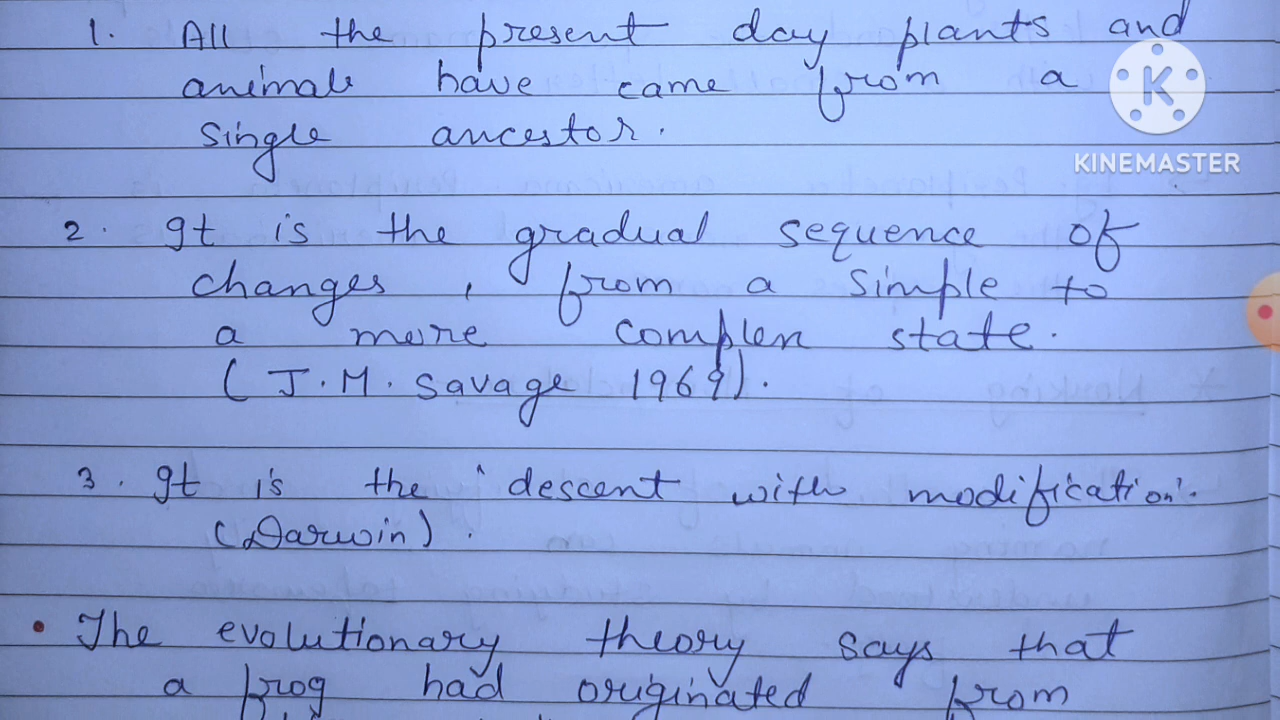 1. All the present day plants and
animals have came from a
single ancestor.
KINEMASTER
2. It is the gradual sequence of
changes, from a simple to
a more complex state.
(J.M. Savage 1969).
3. It is the 'descent with modification'.
(Darwin).
• The evolutionary theory says that
a frog had originated from